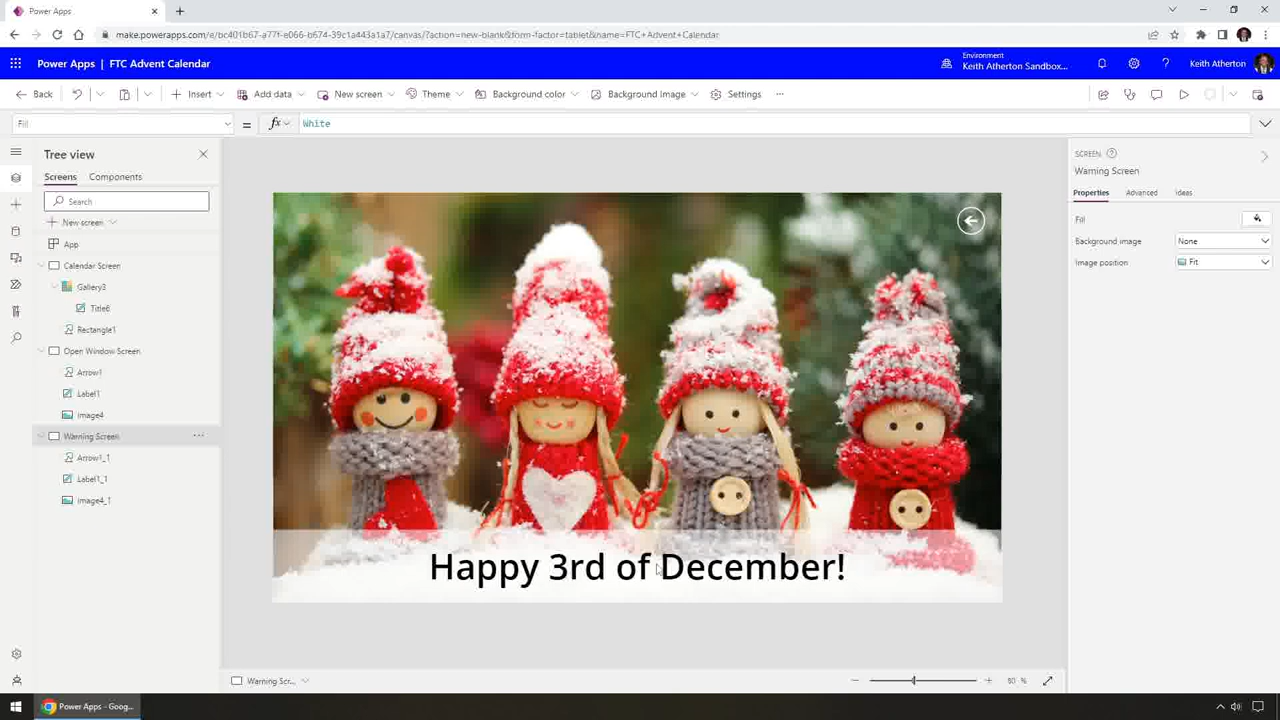 Power Apps
make.powerapps.com/e/bc401b67-a77f-e066-b674-39c1a443a1a7/canvas/?action=new-blank&form-factor=tablet&name=FTC+Advent+Calendar
Power Apps | FTC Advent Calendar
Environment
Keith Atherton Sandbox...
Keith Atherton
Back
Insert
Add data
New screen
Theme
Background color
Background image
Settings
Fill
= fx White
Tree view
Screens
Components
Search
New screen
App
Calendar Screen
Gallery3
Title6
Rectangle1
Open Window Screen
Arrow1
Label1
Image4
Warning Screen
Arrow1_1
Label1_1
Image4_1
Happy 3rd of December!
SCREEN
Warning Screen
Properties
Advanced
Ideas
Fill
Background image
None
Image position
Fit
Warning Scr...
80 %
Power Apps - Goog...